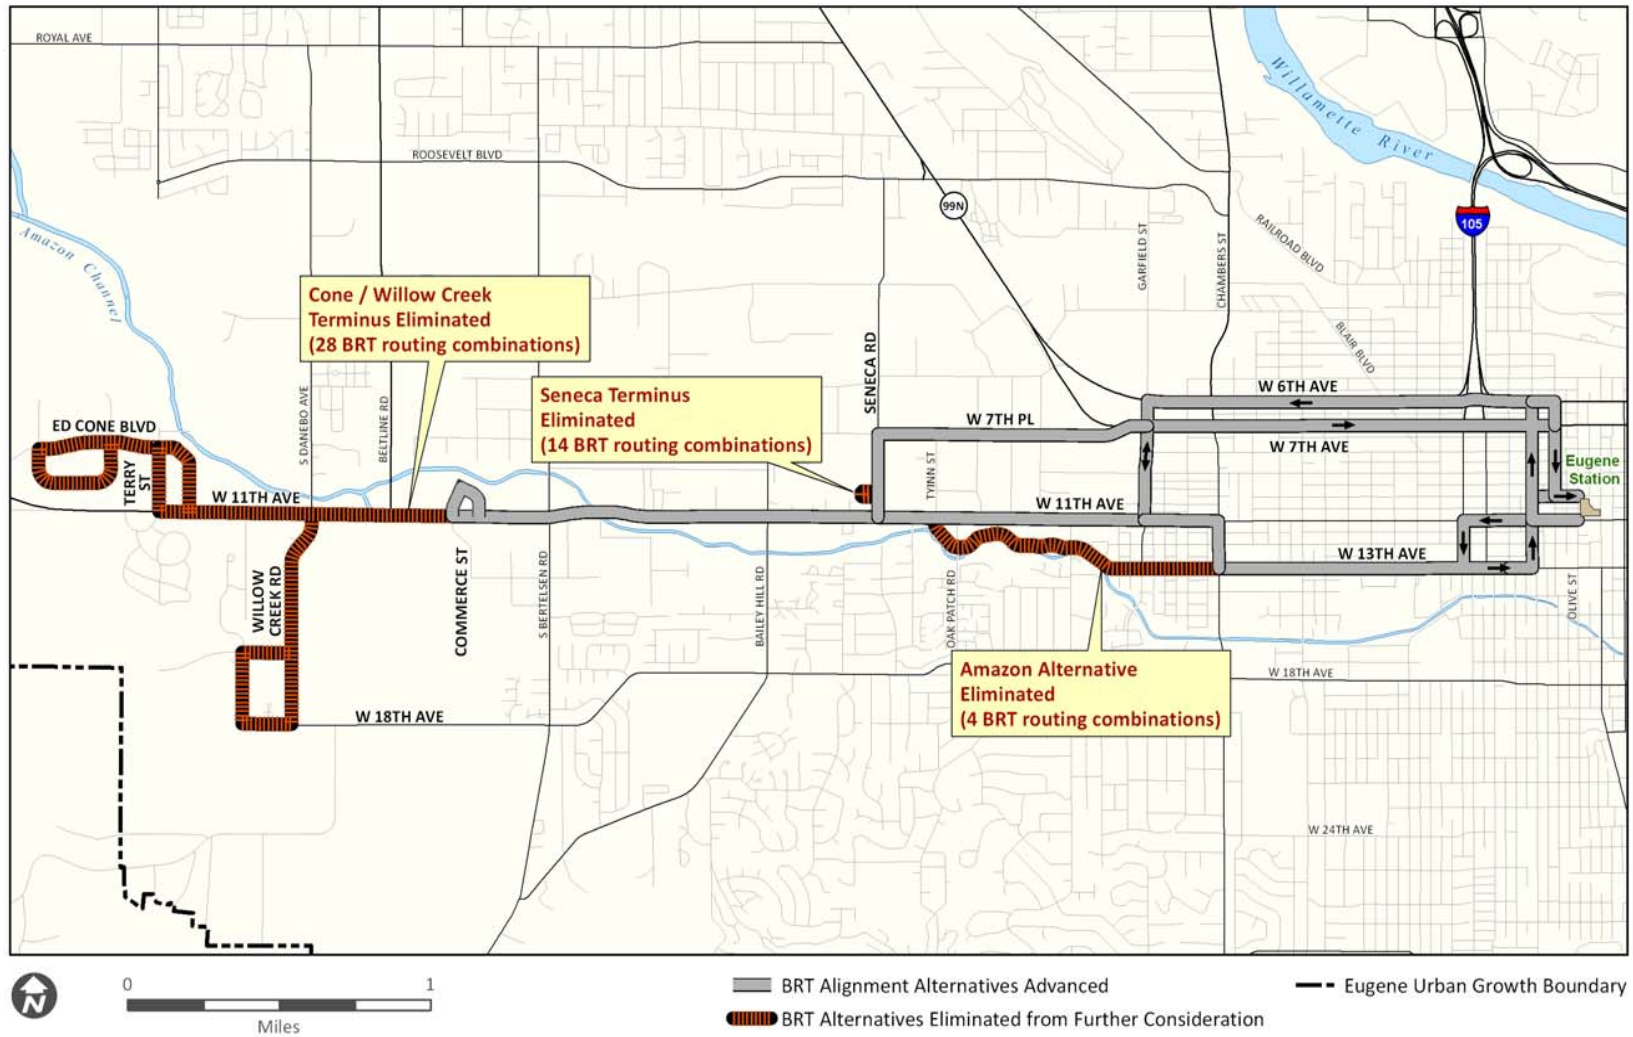 ROYAL AVE
ROOSEVELT BLVD
Willamette River
Amazon Channel
99N
105
GARFIELD ST
CHAMBERS ST
RAILROAD BLVD
BLAIR BLVD
Cone / Willow Creek
Terminus Eliminated
(28 BRT routing combinations)
Seneca Terminus
Eliminated
(14 BRT routing combinations)
SENECA RD
S DANEBO AVE
BELTLINE RD
W 6TH AVE
W 7TH PL
W 7TH AVE
ED CONE BLVD
TERRY
ST
W 11TH AVE
TYINN ST
W 11TH AVE
Eugene
Station
WILLOW
CREEK RD
COMMERCE ST
S BERTELSEN RD
BAILEY HILL RD
OAK PATCH RD
W 13TH AVE
OLIVE ST
Amazon Alternative
Eliminated
(4 BRT routing combinations)
W 18TH AVE
W 18TH AVE
W 24TH AVE
N
0
1
Miles
BRT Alignment Alternatives Advanced
BRT Alternatives Eliminated from Further Consideration
Eugene Urban Growth Boundary